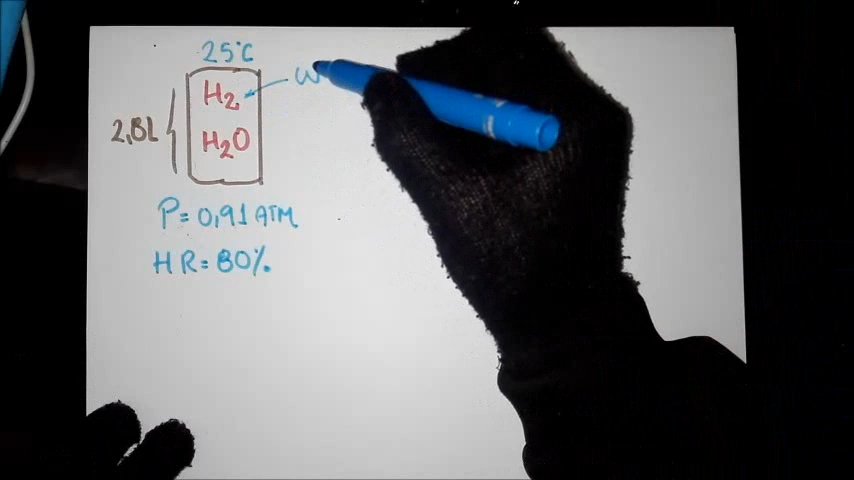 25°C
H₂
W
2,8L
H₂O
P = 0,91 ATM
HR = 80%